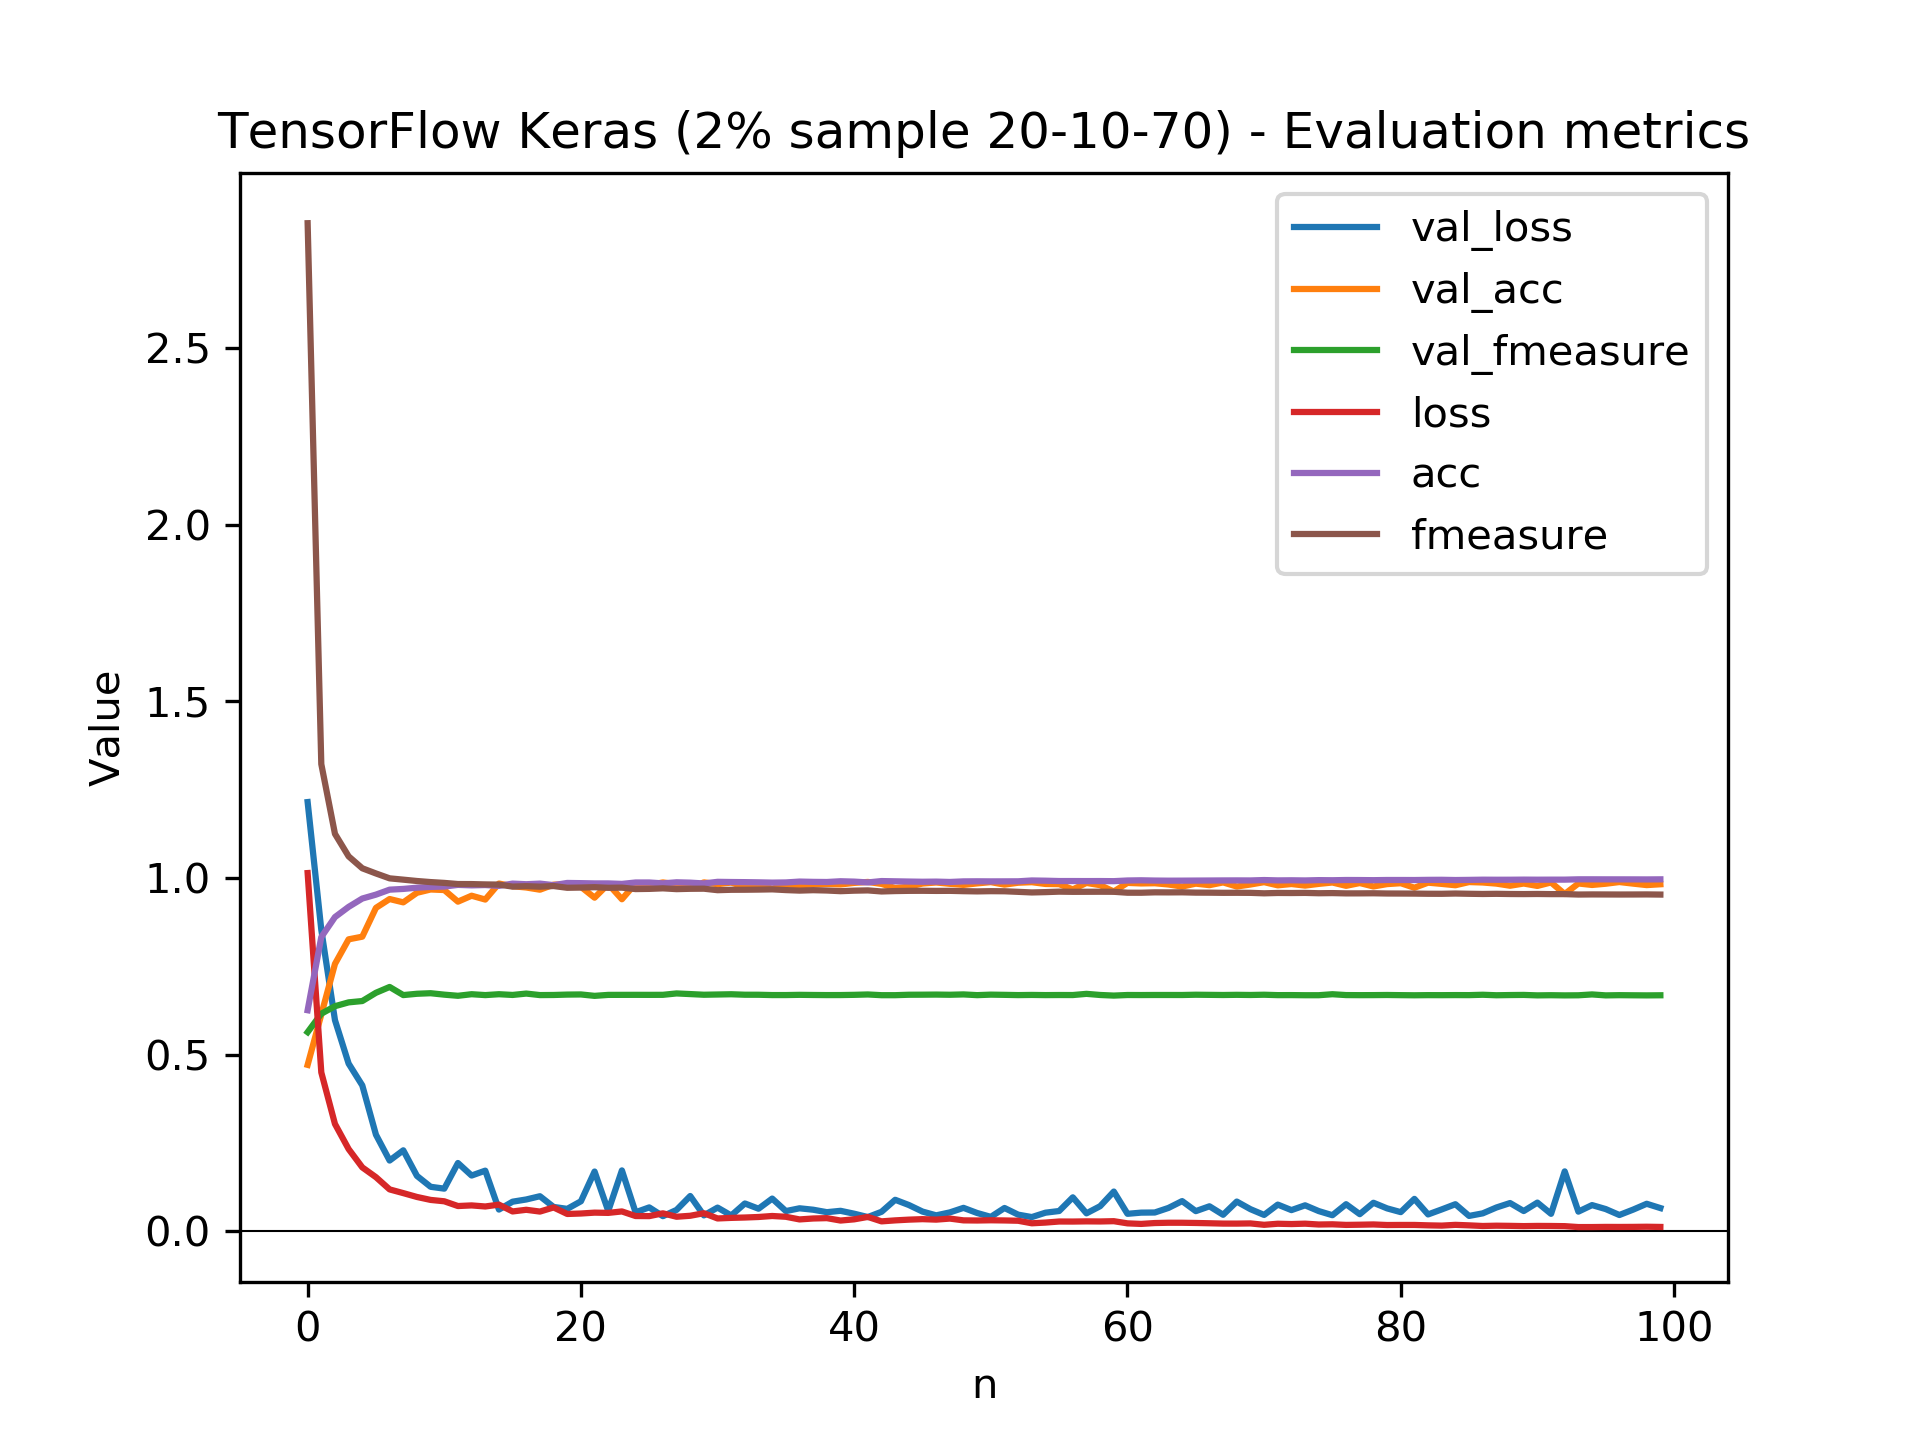 TensorFlow Keras (2% sample 20-10-70) - Evaluation metrics
val_loss
val_acc
val_fmeasure
loss
acc
fmeasure
2.5
2.0
1.5
1.0
0.5
0.0
Value
0 20 40 60 80 100
n